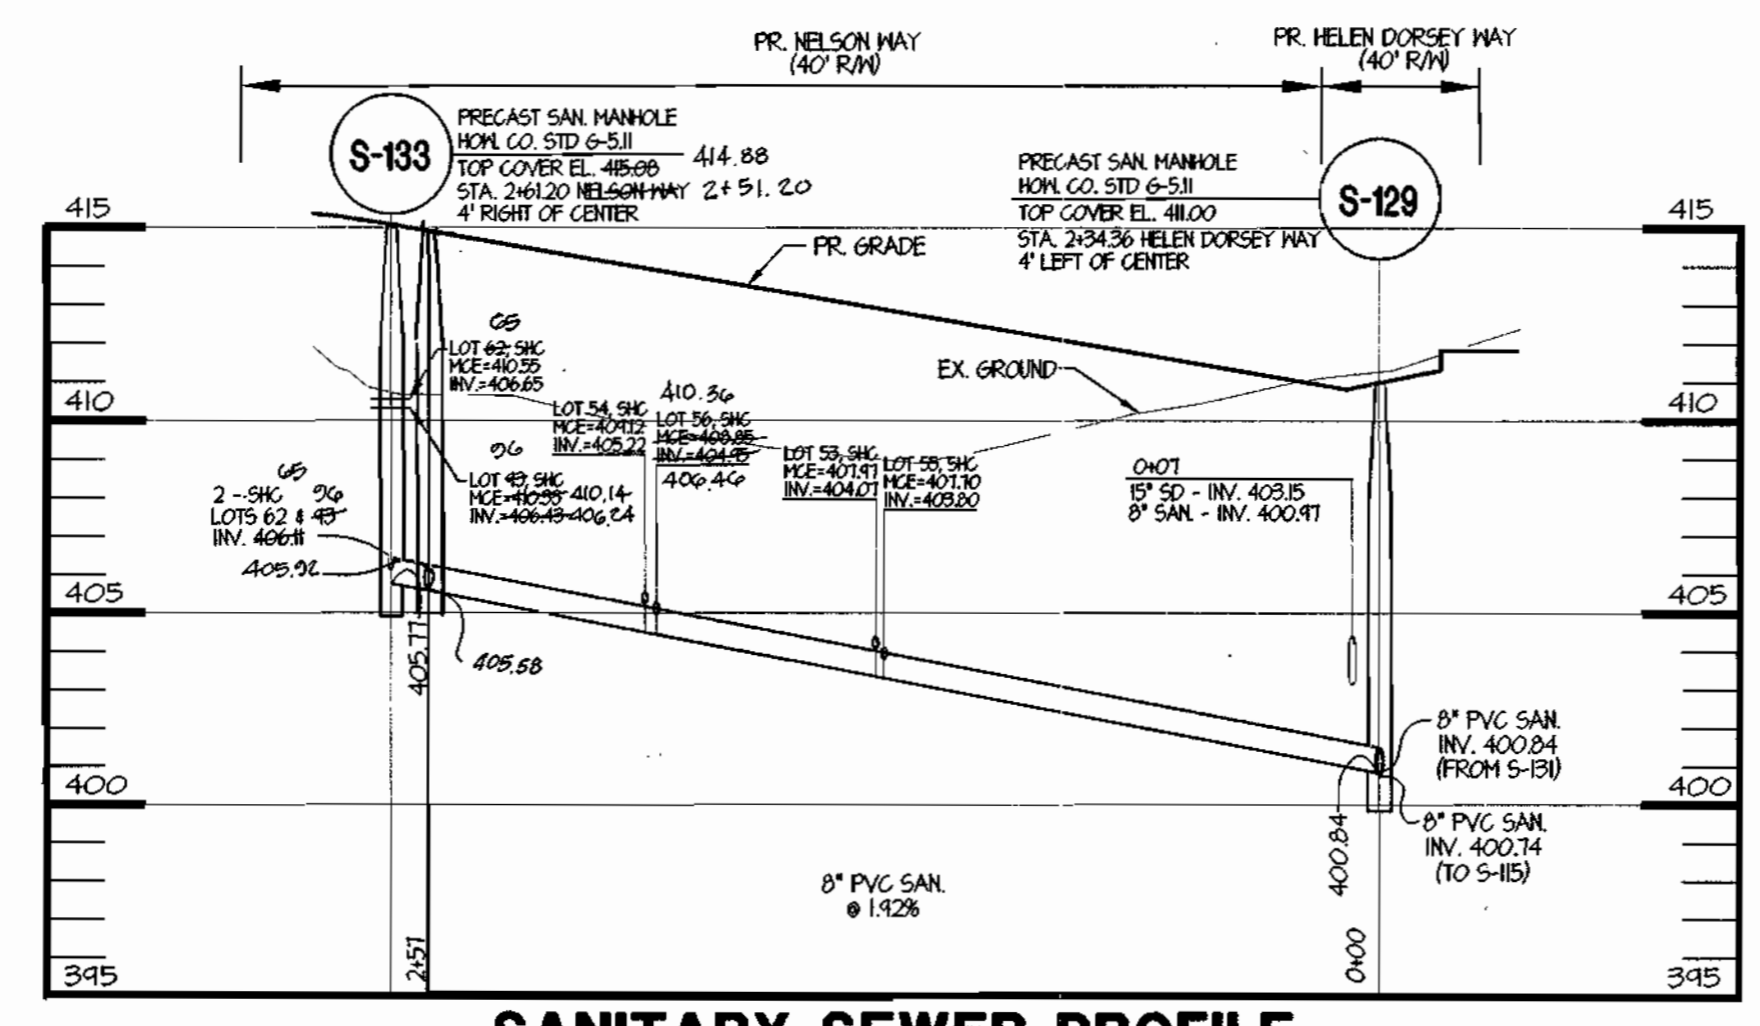 PR. NELSON WAY
(40' R/W)
PR. HELEN DORSEY WAY
(40' R/W)
S-133
PRECAST SAN. MANHOLE
HOW. CO. STD G-5.11
TOP COVER EL. 415.08 414.88
STA. 2+61.20 NELSON WAY 2+51.20
4' RIGHT OF CENTER
PRECAST SAN. MANHOLE
HOW. CO. STD G-5.11
TOP COVER EL. 411.00
STA. 2+34.36 HELEN DORSEY WAY
4' LEFT OF CENTER
S-129
415
415
PR. GRADE
EX. GROUND
65
LOT 62, SHC
MCE=410.55
INV.=406.65
410
410
410.36
LOT 54, SHC
MCE=409.12
INV.=405.22
LOT 56, SHC
MCE=408.85
INV.=404.95
406.46
96
LOT 93, SHC
MCE=410.33 410.14
INV.=406.43 406.24
LOT 53, SHC
MCE=407.97
INV.=404.07
LOT 55, SHC
MCE=407.70
INV.=403.80
0+07
15" SD - INV. 403.15
8" SAN. - INV. 400.97
65
2 - SHC 96
LOTS 62 & 93
INV. 406.11
405.92
405
405
405.77
405.58
8" PVC SAN.
INV. 400.84
(FROM S-131)
400
400
400.84
8" PVC SAN.
INV. 400.74
(TO S-115)
8" PVC SAN.
@ 1.92%
2+57
0+00
395
395
SANITARY SEWER PROFILE